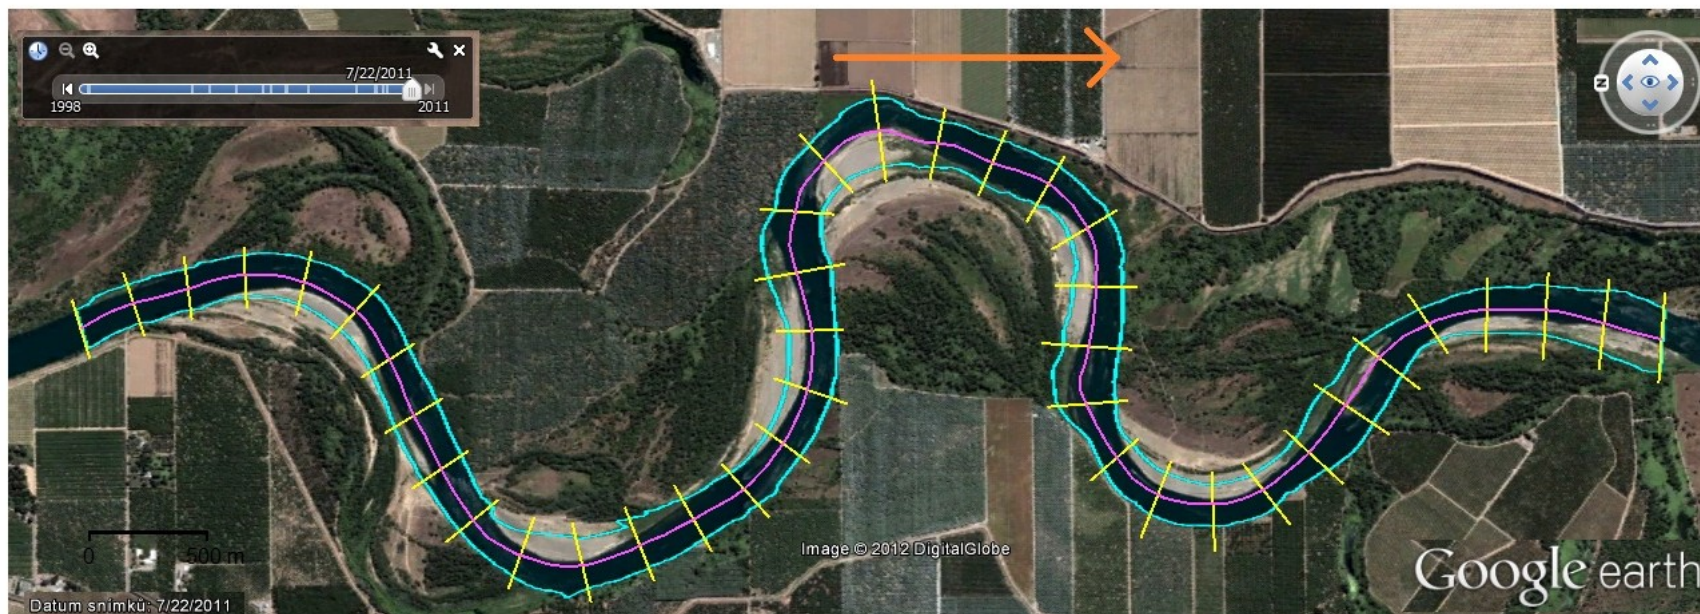 7/22/2011
1998
2011
N
0
500 m
Image © 2012 DigitalGlobe
Google earth
Datum snímků: 7/22/2011